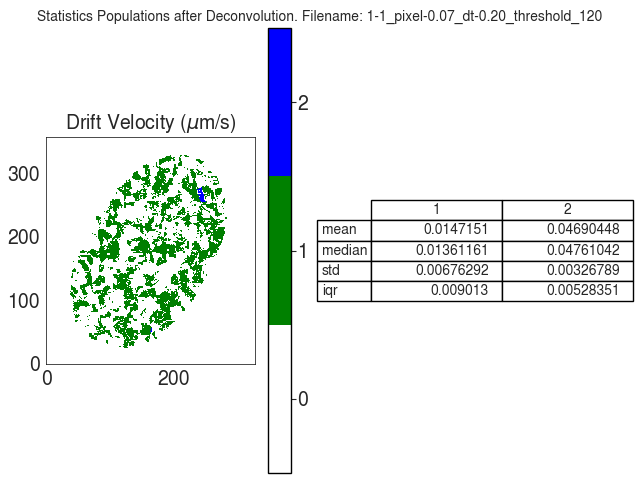 Statistics Populations after Deconvolution. Filename: 1-1_pixel-0.07_dt-0.20_threshold_120
Drift Velocity (μm/s)
300
200
100
0
0 200
2
1
0
1 2
mean 0.0147151 0.04690448
median 0.01361161 0.04761042
std 0.00676292 0.00326789
iqr 0.009013 0.00528351